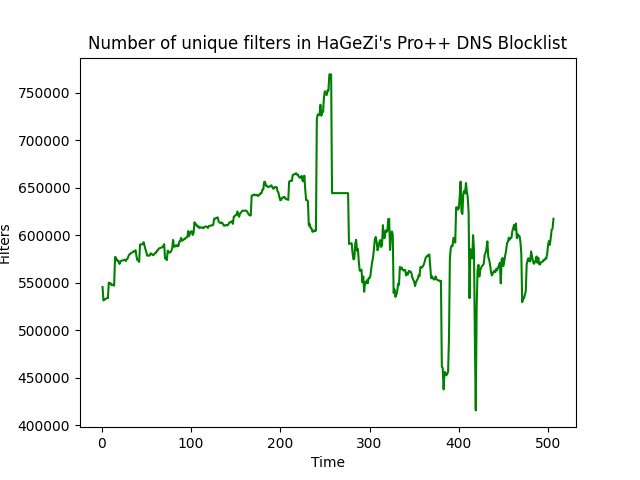 Number of unique filters in HaGeZi's Pro++ DNS Blocklist
750000
700000
650000
600000
550000
500000
450000
400000
Filters
0 100 200 300 400 500
Time